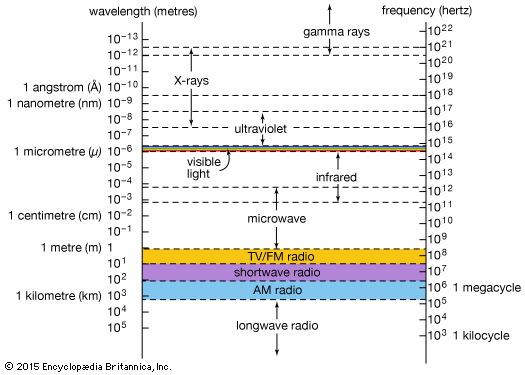 wavelength (metres)
frequency (hertz)
gamma rays
10⁻¹³
10⁻¹²
1 angstrom (Å) 10⁻¹⁰
1 nanometre (nm) 10⁻⁹
10⁻⁸
10⁻⁷
1 micrometre (μ) 10⁻⁶
10⁻⁵
10⁻⁴
10⁻³
1 centimetre (cm) 10⁻²
10⁻¹
1 metre (m) 1
10¹
10²
1 kilometre (km) 10³
10⁴
10⁵
X-rays
ultraviolet
visible
light
infrared
microwave
TV/FM radio
shortwave radio
AM radio
longwave radio
10²²
10²¹
10²⁰
10¹⁹
10¹⁸
10¹⁷
10¹⁶
10¹⁵
10¹⁴
10¹³
10¹²
10¹¹
10¹⁰
10⁹
10⁸
10⁷
10⁶ 1 megacycle
10⁵
10⁴
10³ 1 kilocycle
© 2015 Encyclopædia Britannica, Inc.